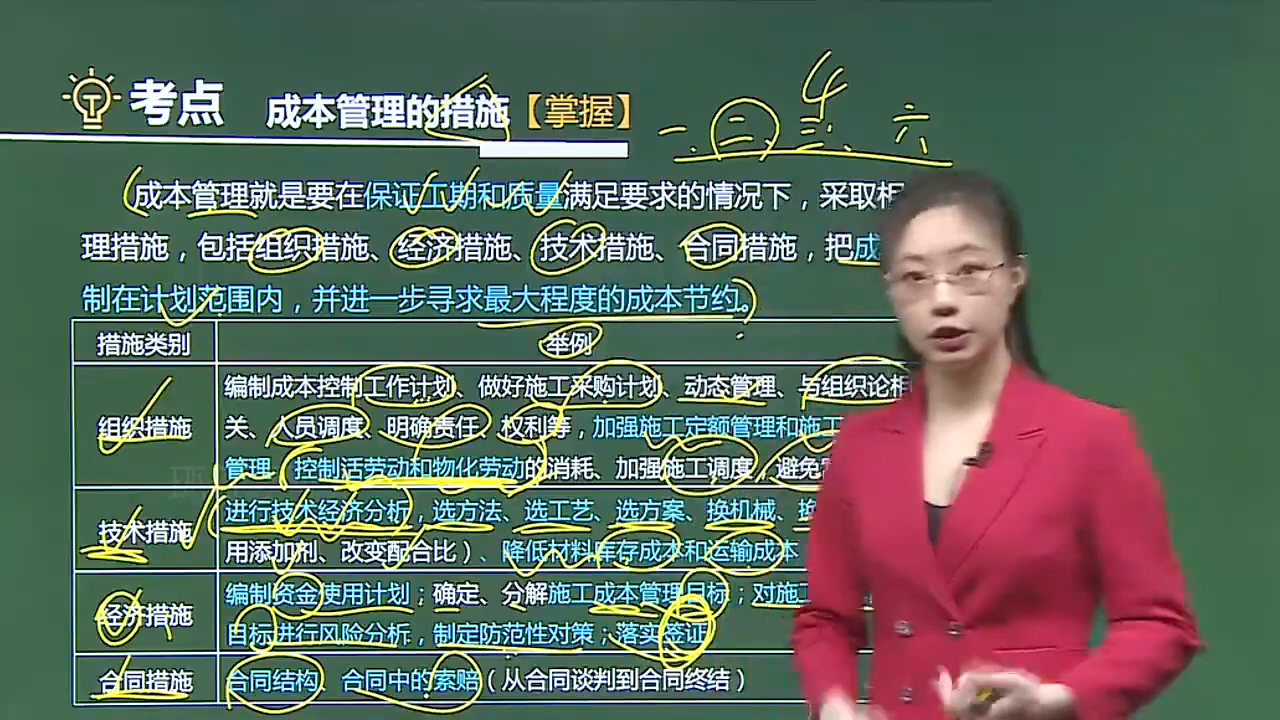 考点 成本管理的措施【掌握】
4
一、二、三、六
成本管理就是要在保证工期和质量满足要求的情况下，采取相
理措施，包括组织措施、经济措施、技术措施、合同措施，把成
制在计划范围内，并进一步寻求最大程度的成本节约。
措施类别 举例
组织措施 编制成本控制工作计划、做好施工采购计划、动态管理、与组织论相
关、人员调度、明确责任、权利等，加强施工定额管理和施工
管理、控制活劳动和物化劳动的消耗、加强施工调度，避免
技术措施 进行技术经济分析，选方法、选工艺、选方案、换机械、换
用添加剂、改变配合比）、降低材料库存成本和运输成本
经济措施 编制资金使用计划；确定、分解施工成本管理目标；对施工
目标进行风险分析，制定防范性对策；落实签证
合同措施 合同结构、合同中的索赔（从合同谈判到合同终结）